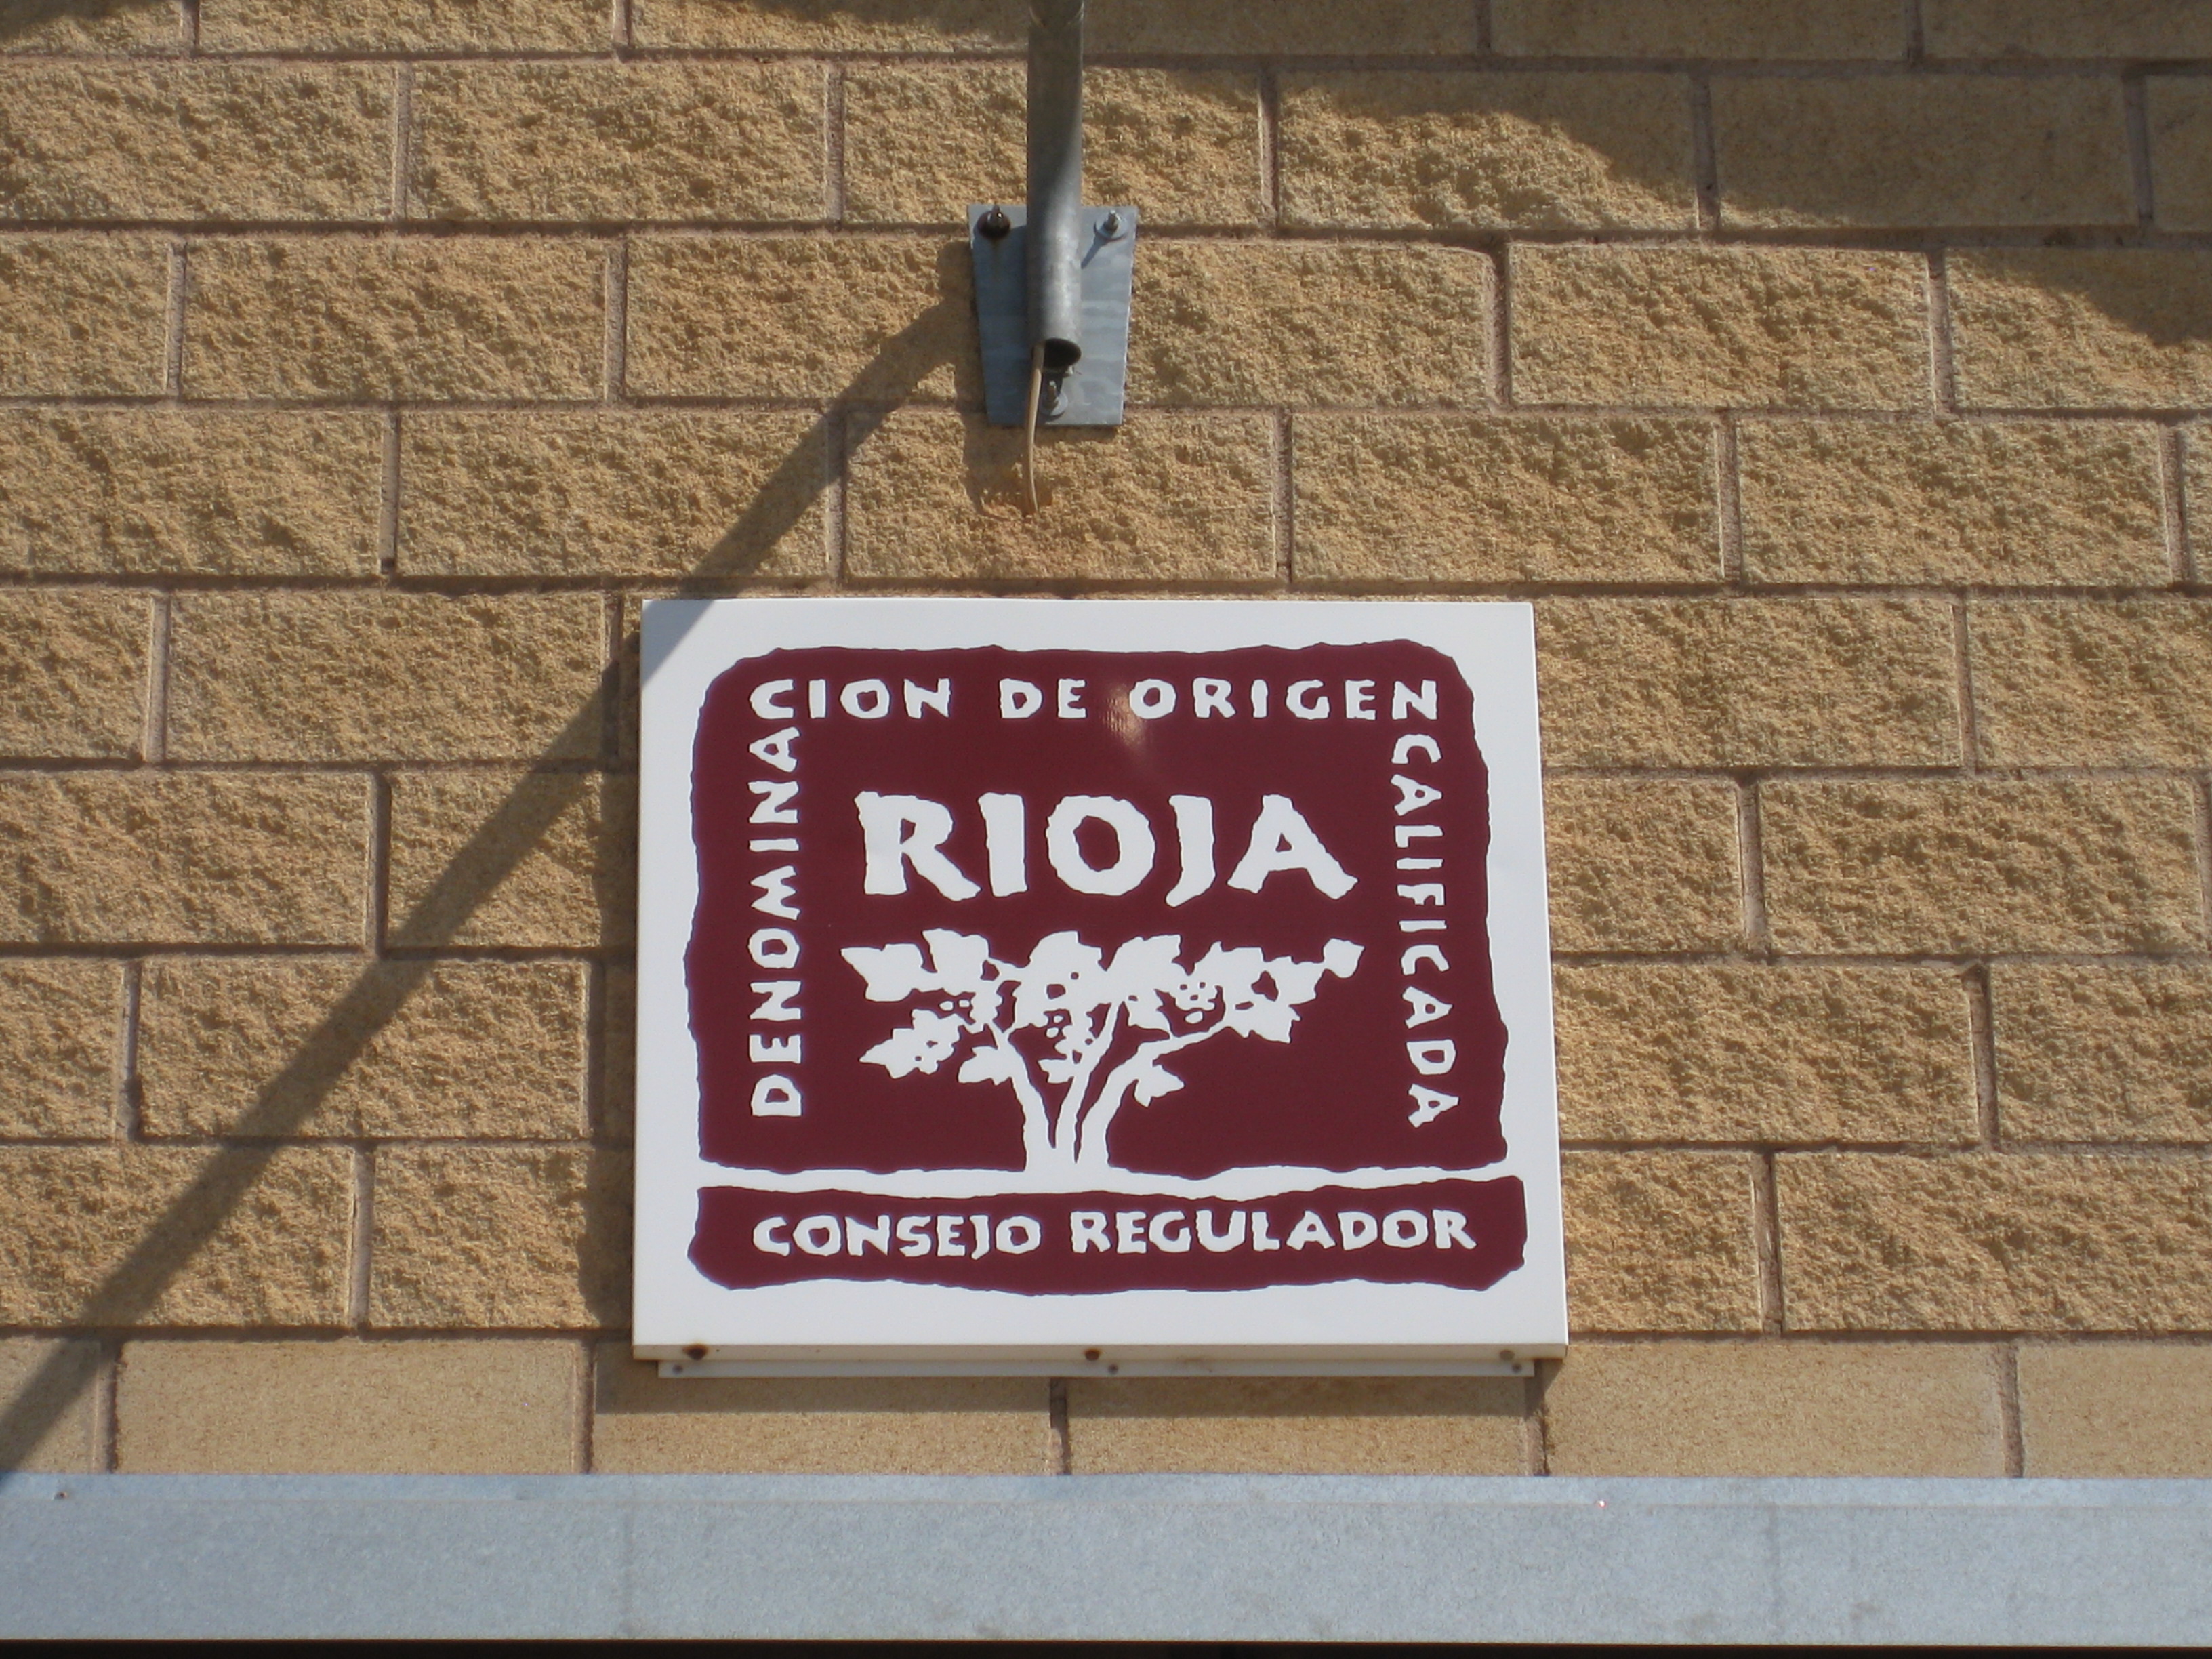 DENOMINACION DE ORIGEN CALIFICADA
RIOJA
CONSEJO REGULADOR